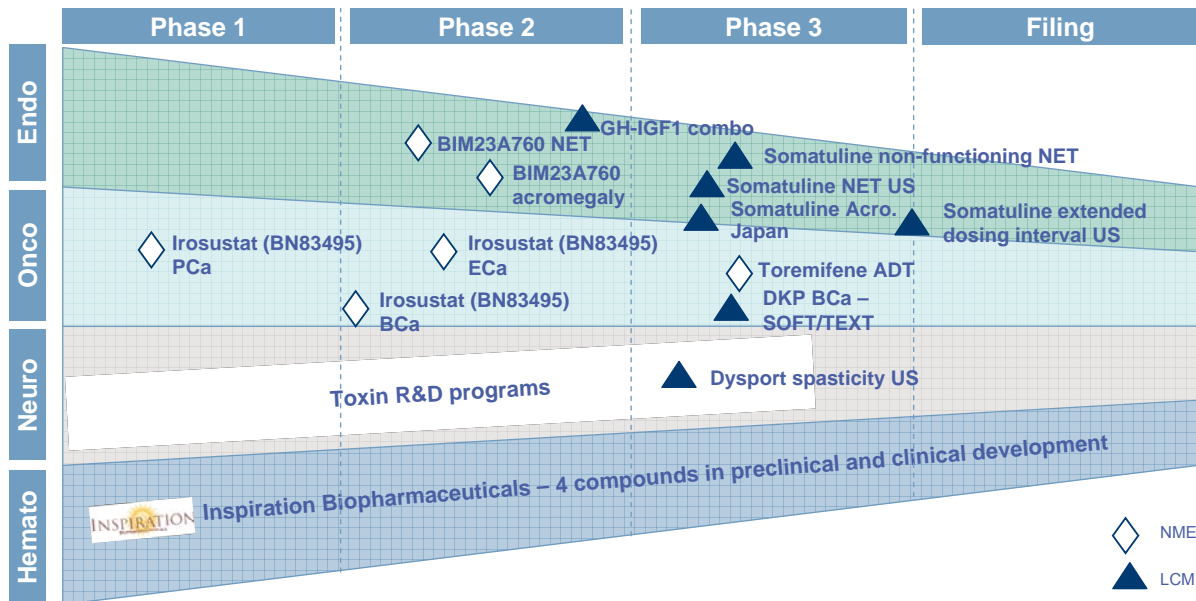 Phase 1
Phase 2
Phase 3
Filing
Endo
GH-IGF1 combo
BIM23A760 NET
Somatuline non-functioning NET
BIM23A760
acromegaly
Somatuline NET US
Somatuline Acro.
Japan
Somatuline extended
dosing interval US
Onco
Irosustat (BN83495)
PCa
Irosustat (BN83495)
ECa
Toremifene ADT
Irosustat (BN83495)
BCa
DKP BCa –
SOFT/TEXT
Neuro
Toxin R&D programs
Dysport spasticity US
Hemato
INSPIRATION
Inspiration Biopharmaceuticals – 4 compounds in preclinical and clinical development
NME
LCM